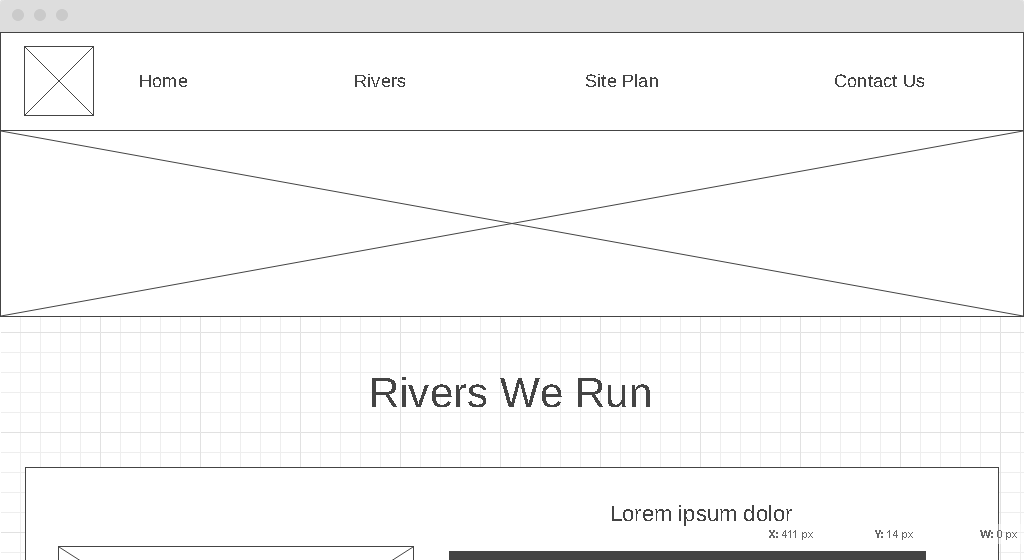 Home Rivers Site Plan Contact Us
Rivers We Run
Lorem ipsum dolor
X: 411 px Y: 14 px W: 0 px